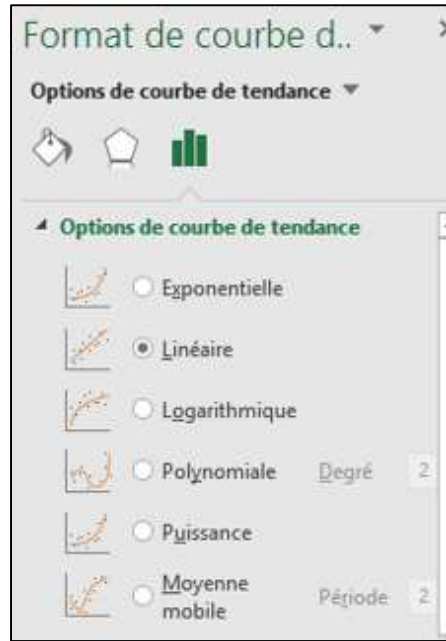 Format de courbe d..
Options de courbe de tendance
Options de courbe de tendance
Exponentielle
Linéaire
Logarithmique
Polynomiale Degré 2
Puissance
Moyenne
mobile Période 2